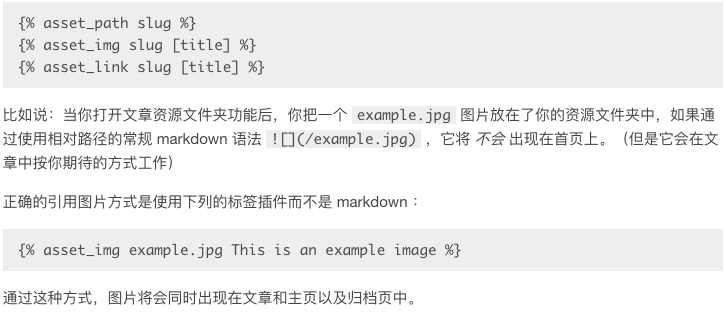 {% asset_path slug %}
{% asset_img slug [title] %}
{% asset_link slug [title] %}
比如说：当你打开文章资源文件夹功能后，你把一个 example.jpg 图片放在了你的资源文件夹中，如果通
过使用相对路径的常规 markdown 语法 ![](/example.jpg) ，它将 不会 出现在首页上。（但是它会在文
章中按你期待的方式工作）
正确的引用图片方式是使用下列的标签插件而不是 markdown ：
{% asset_img example.jpg This is an example image %}
通过这种方式，图片将会同时出现在文章和主页以及归档页中。